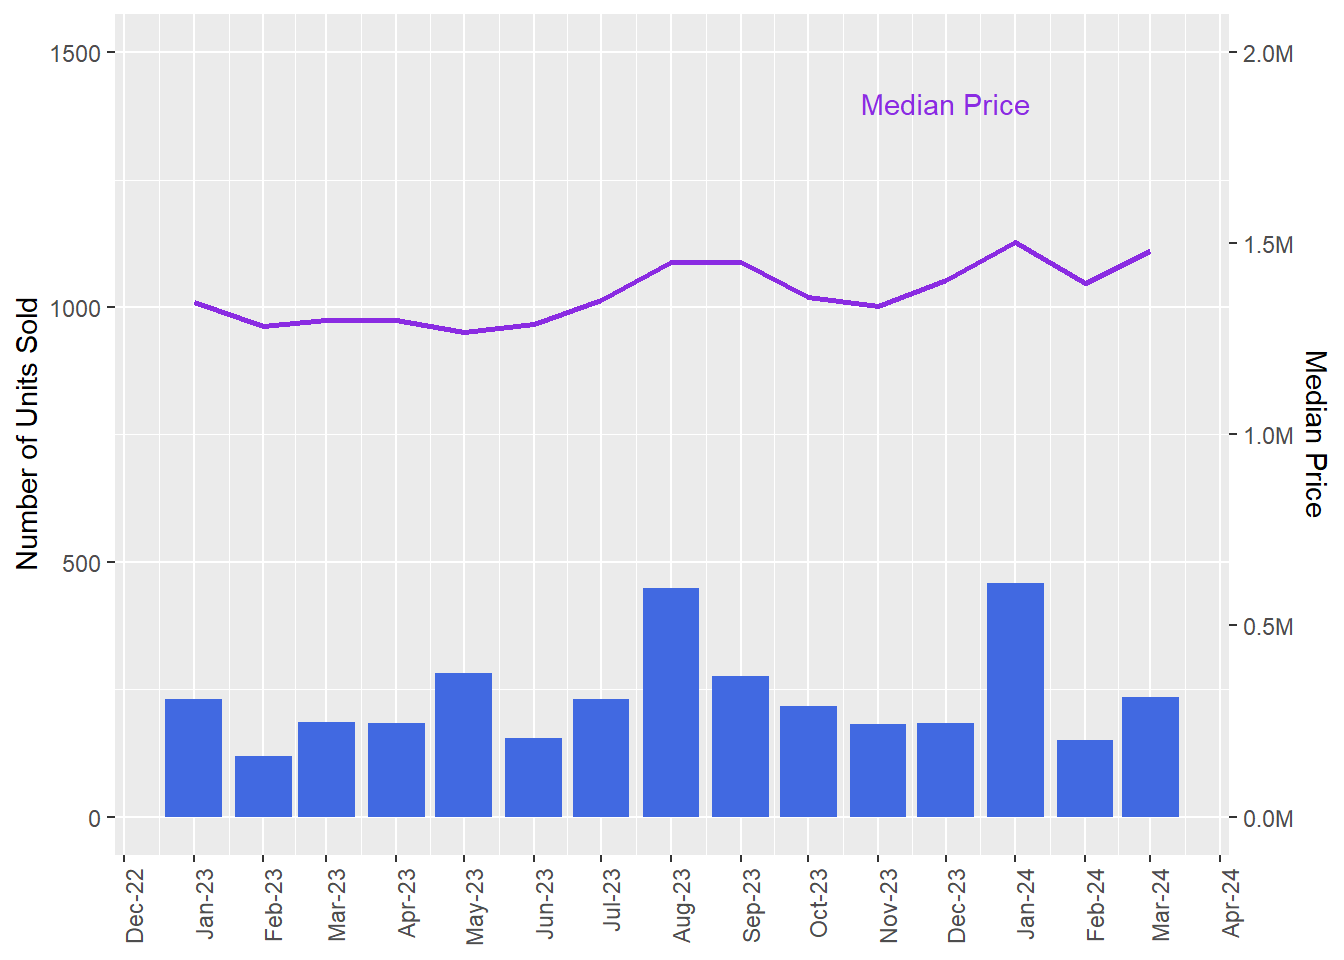 1500
1000
500
0
Number of Units Sold
Median Price
2.0M
1.5M
1.0M
0.5M
0.0M
Median Price
Dec-22
Jan-23
Feb-23
Mar-23
Apr-23
May-23
Jun-23
Jul-23
Aug-23
Sep-23
Oct-23
Nov-23
Dec-23
Jan-24
Feb-24
Mar-24
Apr-24